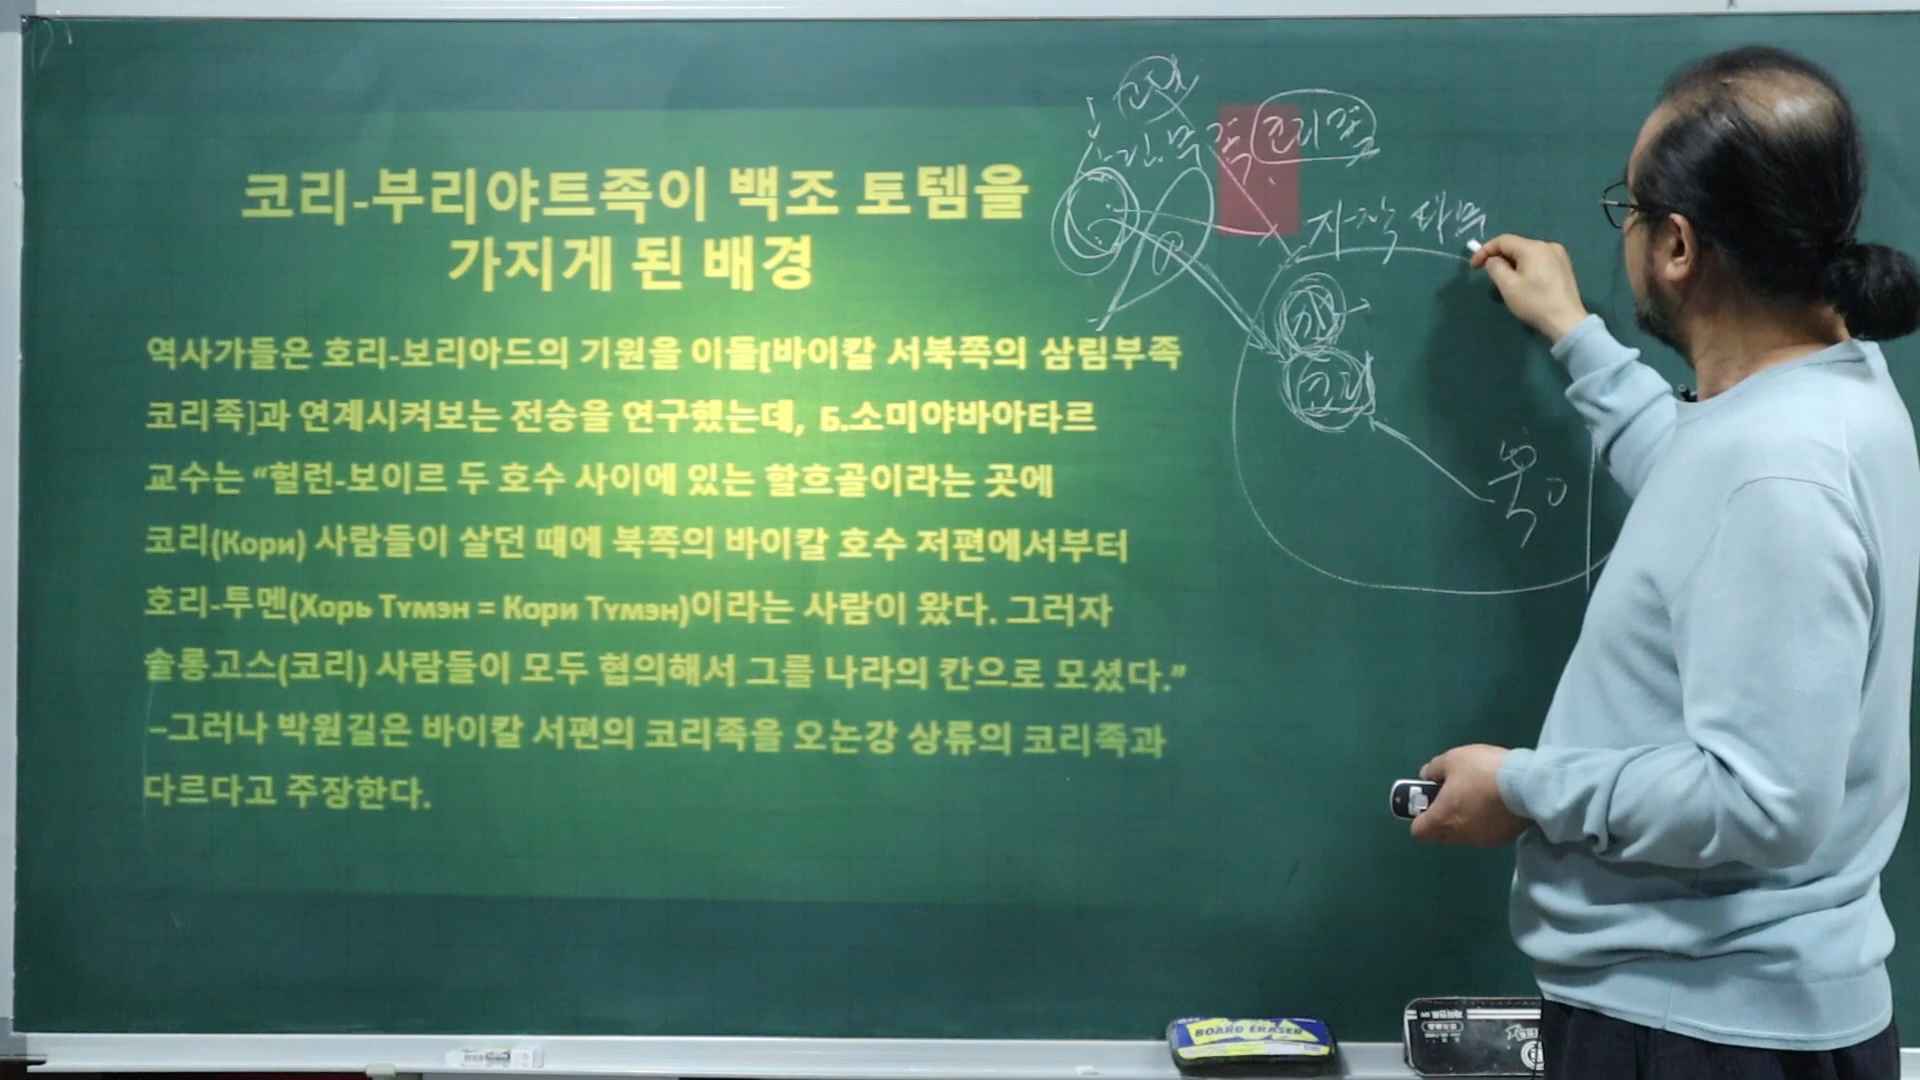 코리-부리야트족이 백조 토템을
가지게 된 배경
역사가들은 호리-보리아드의 기원을 이들[바이칼 서북쪽의 삼림부족
코리족]과 연계시켜보는 전승을 연구했는데, Б.소미야바아타르
교수는 “헐런-보이르 두 호수 사이에 있는 할흐골이라는 곳에
코리(Кори) 사람들이 살던 때에 북쪽의 바이칼 호수 저편에서부터
호리-투멘(Хорь Түмэн = Кори Түмэн)이라는 사람이 왔다. 그러자
솔롱고스(코리) 사람들이 모두 협의해서 그를 나라의 칸으로 모셨다.”
–그러나 박원길은 바이칼 서편의 코리족을 오논강 상류의 코리족과
다르다고 주장한다.
코리족
자작나무
코리
BOARD ERASER